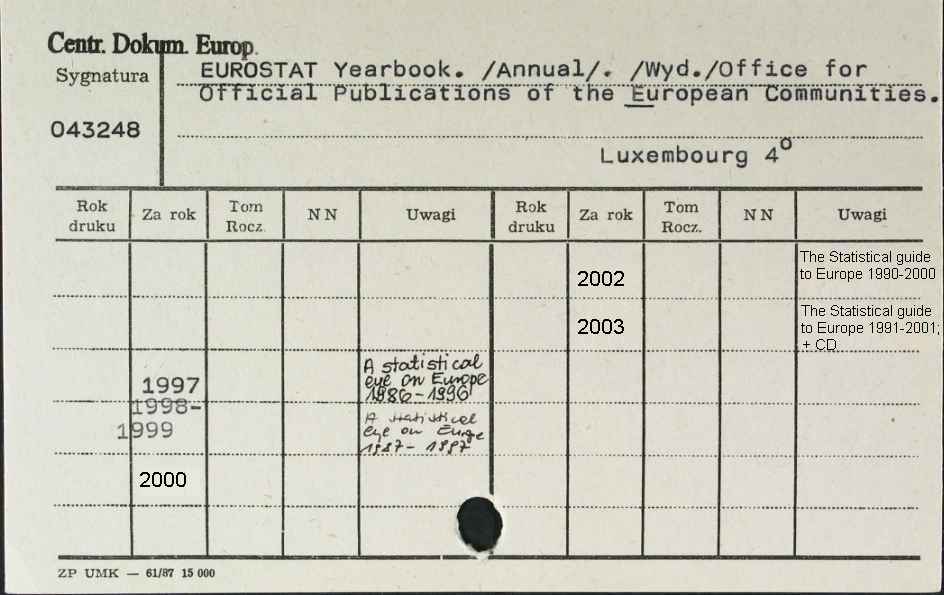 Centr. Dokum. Europ.
Sygnatura
EUROSTAT Yearbook. /Annual/. /Wyd./Office for
Official Publications of the European Communities.
043248
Luxembourg 4°
Rok druku
Za rok
Tom Rocz.
NN
Uwagi
Rok druku
Za rok
Tom Rocz.
NN
Uwagi
2002
The Statistical guide
to Europe 1990-2000
2003
The Statistical guide
to Europe 1991-2001;
+ CD
1997
A statistical
eye on Europe
1986-1996
1998-
1999
A statistical
eye on Europe
1987-1997
2000
ZP UMK — 61/87 15 000